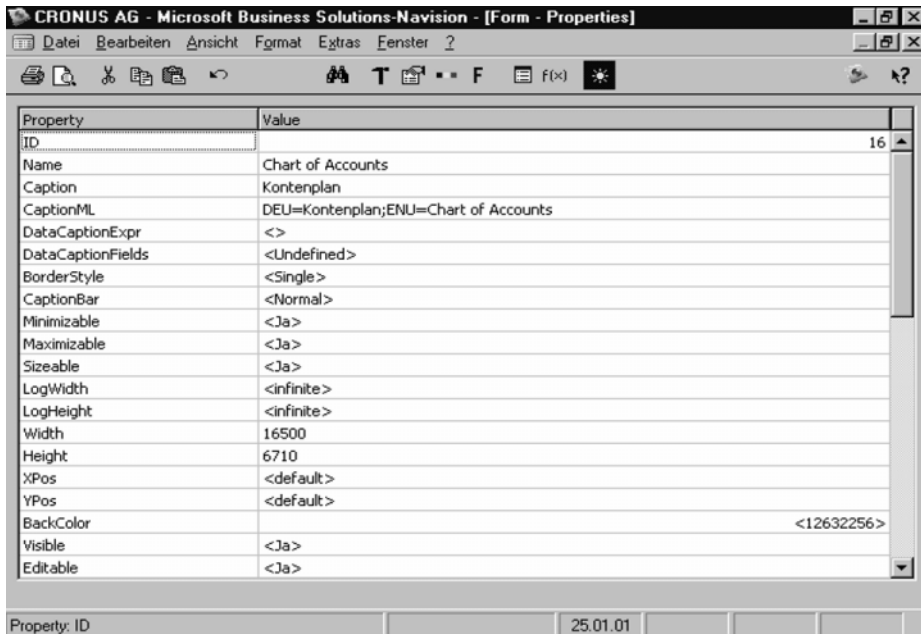 CRONUS AG - Microsoft Business Solutions-Navision - [Form - Properties]
Datei Bearbeiten Ansicht Format Extras Fenster ?
T F f(x)
Property Value
ID 16
Name Chart of Accounts
Caption Kontenplan
CaptionML DEU=Kontenplan;ENU=Chart of Accounts
DataCaptionExpr <>
DataCaptionFields <Undefined>
BorderStyle <Single>
CaptionBar <Normal>
Minimizable <Ja>
Maximizable <Ja>
Sizeable <Ja>
LogWidth <infinite>
LogHeight <infinite>
Width 16500
Height 6710
XPos <default>
YPos <default>
BackColor <12632256>
Visible <Ja>
Editable <Ja>
Property: ID 25.01.01